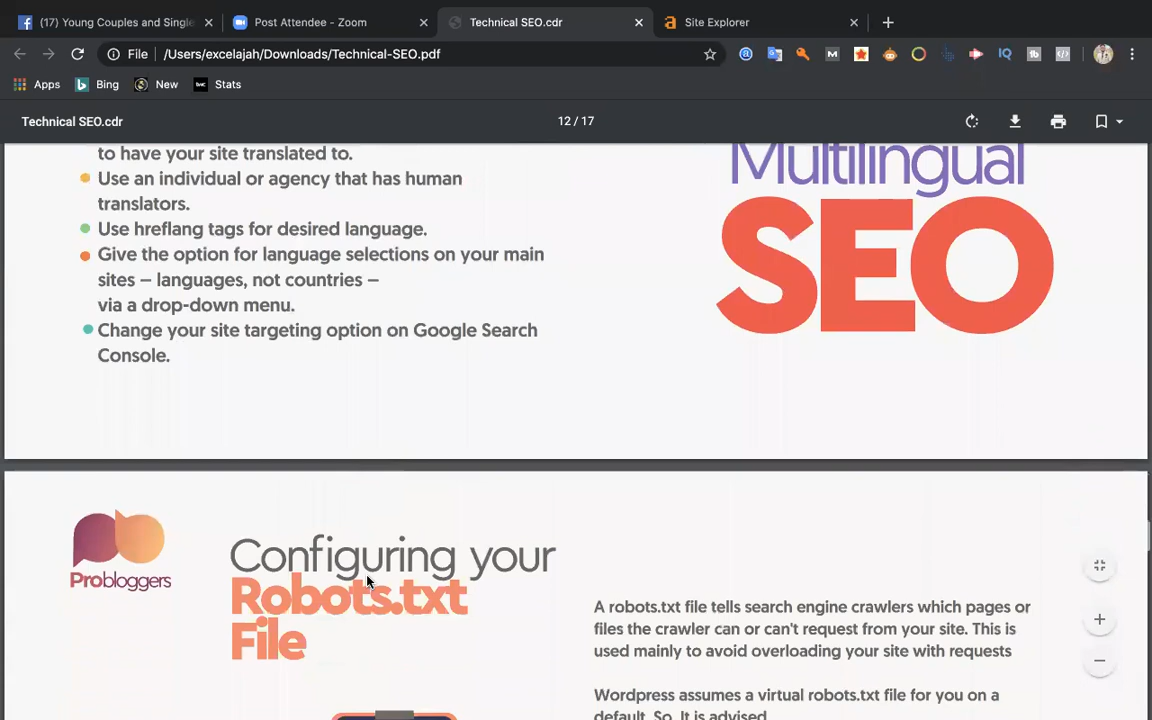 (17) Young Couples and Single
Post Attendee - Zoom
Technical SEO.cdr
Site Explorer
File
/Users/excelajah/Downloads/Technical-SEO.pdf
Apps
Bing
New
Stats
Technical SEO.cdr
12 / 17
to have your site translated to.
Use an individual or agency that has human
translators.
Use hreflang tags for desired language.
Give the option for language selections on your main
sites – languages, not countries –
via a drop-down menu.
Change your site targeting option on Google Search
Console.
Multilingual
SEO
Probloggers
Configuring your
Robots.txt
File
A robots.txt file tells search engine crawlers which pages or
files the crawler can or can't request from your site. This is
used mainly to avoid overloading your site with requests
Wordpress assumes a virtual robots.txt file for you on a
default. So, It is advised